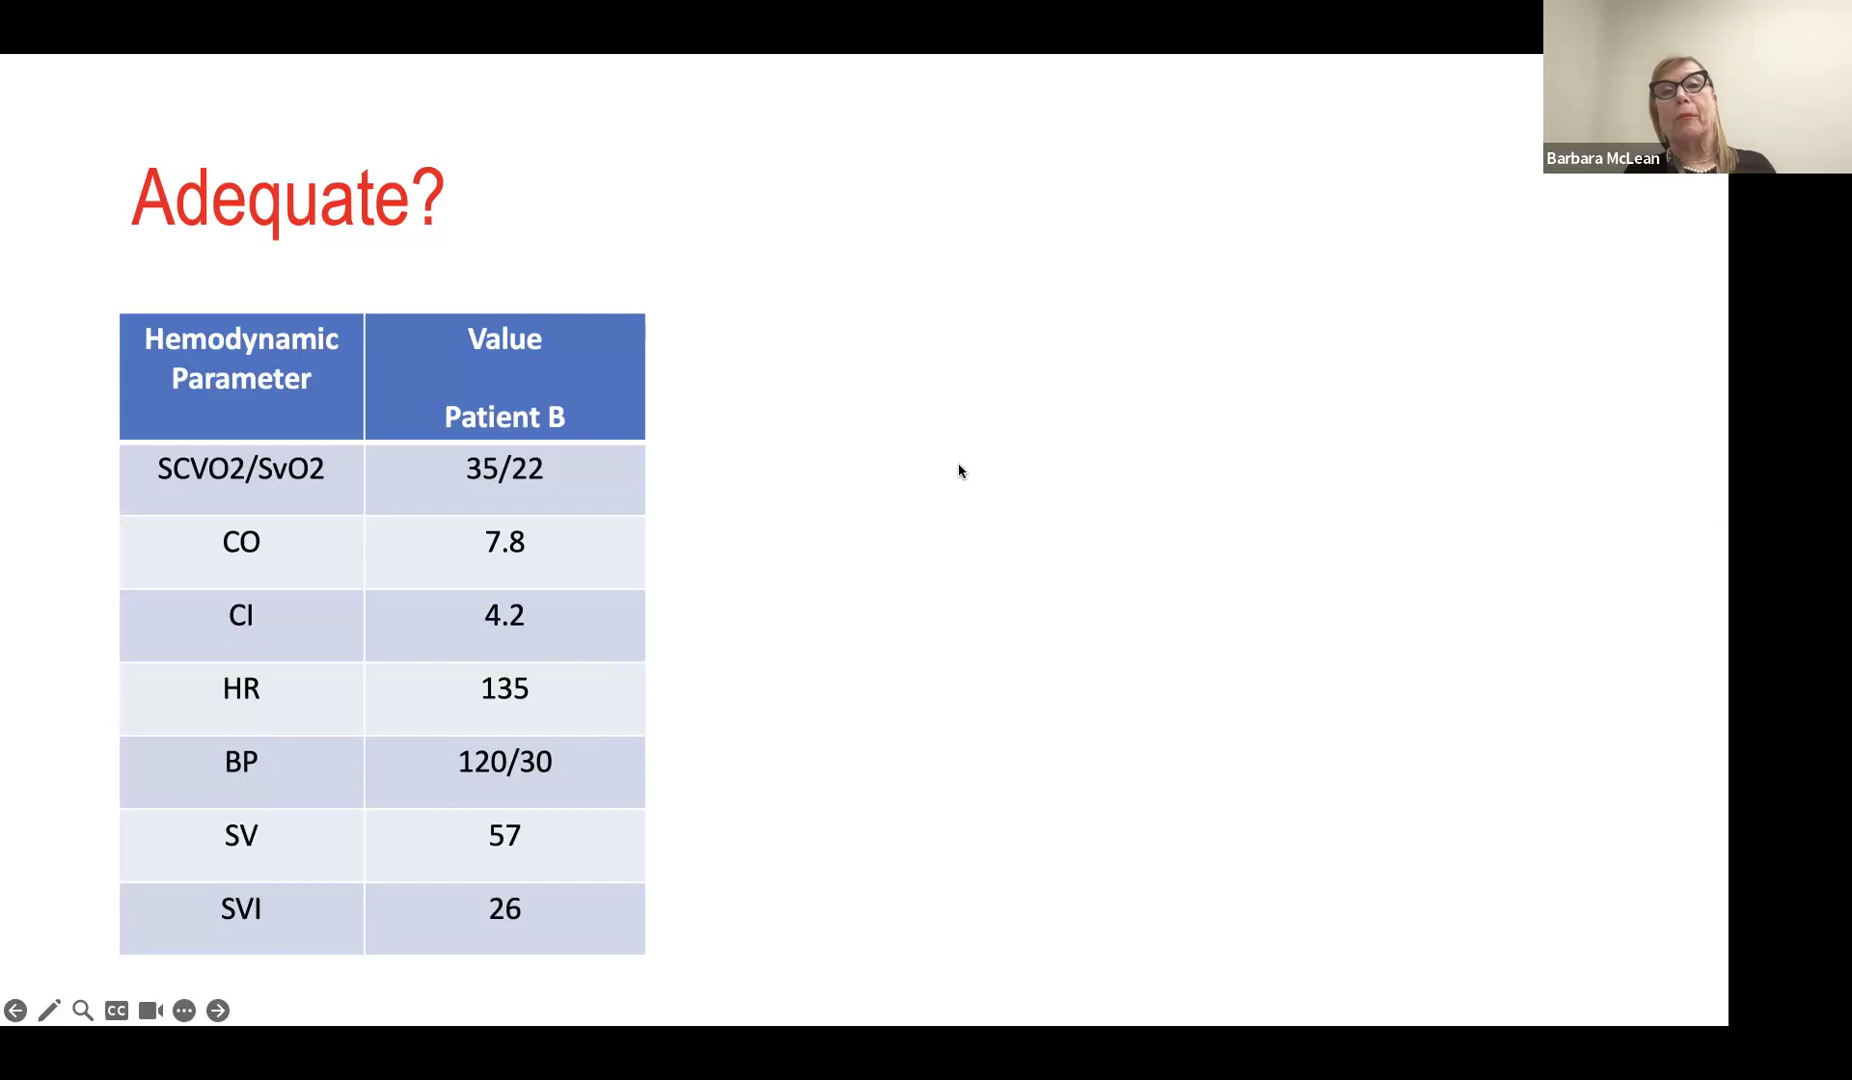 Barbara McLean
Adequate?
Hemodynamic Parameter
Value
Patient B
SCVO2/SvO2 35/22
CO 7.8
CI 4.2
HR 135
BP 120/30
SV 57
SVI 26
CC